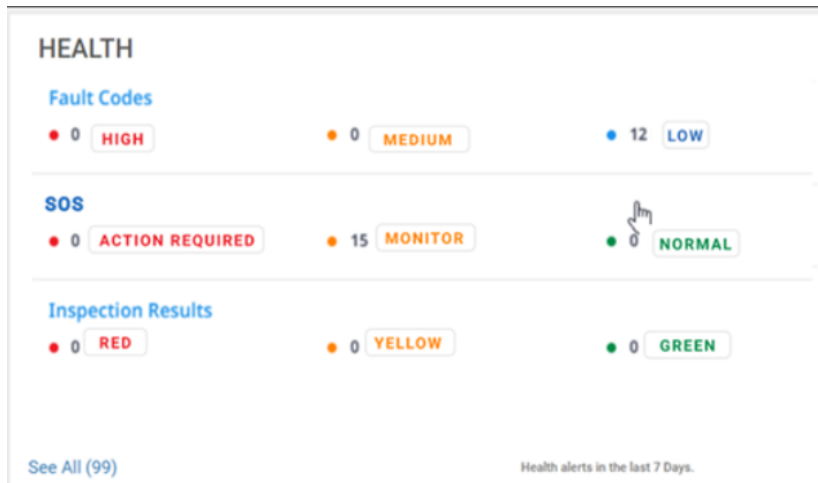 HEALTH
Fault Codes
0 HIGH 0 MEDIUM 12 LOW
SOS
0 ACTION REQUIRED 15 MONITOR 0 NORMAL
Inspection Results
0 RED 0 YELLOW 0 GREEN
See All (99) Health alerts in the last 7 Days.